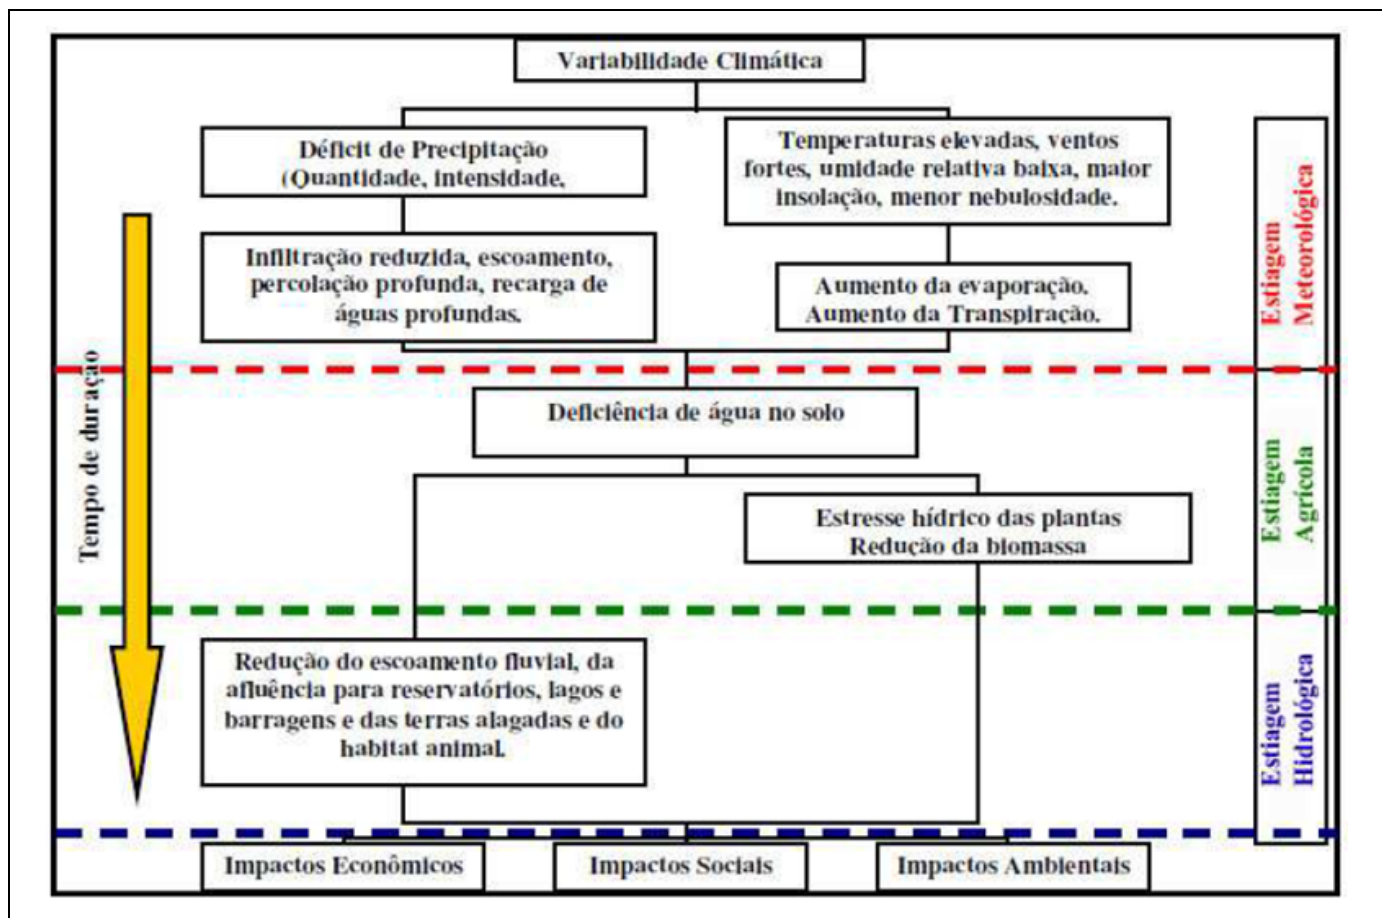 Variabilidade Climática
Déficit de Precipitação
(Quantidade, intensidade,
Temperaturas elevadas, ventos
fortes, umidade relativa baixa, maior
insolação, menor nebulosidade.
Infiltração reduzida, escoamento,
percolação profunda, recarga de
águas profundas.
Aumento da evaporação.
Aumento da Transpiração.
Estiagem
Meteorológica
Tempo de duração
Deficiência de água no solo
Estresse hídrico das plantas
Redução da biomassa
Estiagem
Agrícola
Redução do escoamento fluvial, da
afluência para reservatórios, lagos e
barragens e das terras alagadas e do
habitat animal.
Estiagem
Hidrológica
Impactos Econômicos
Impactos Sociais
Impactos Ambientais